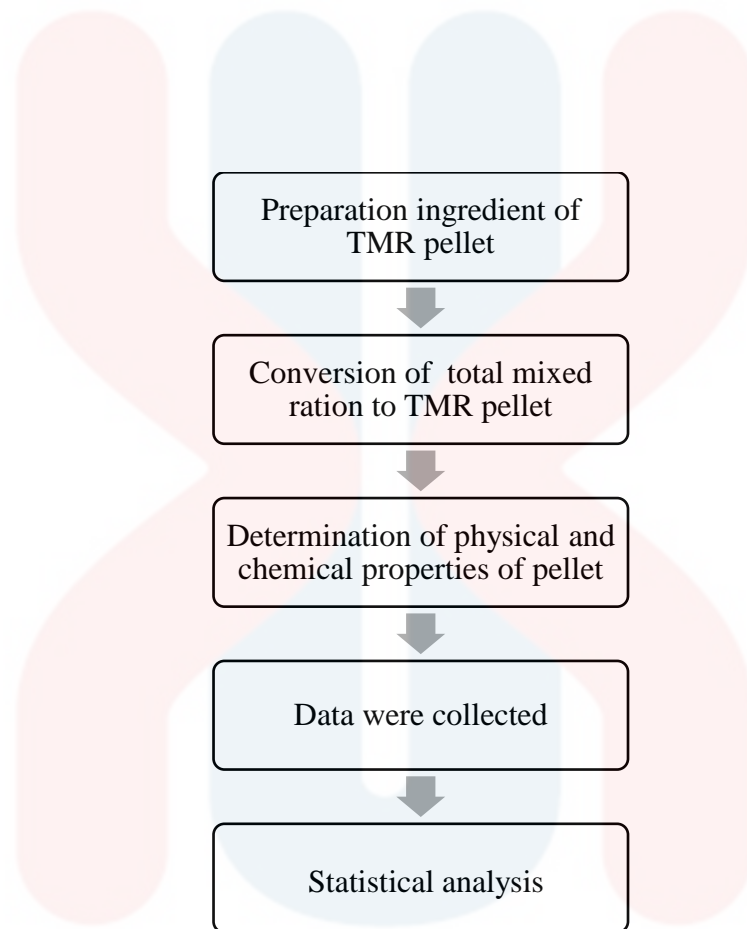 Preparation ingredient of
TMR pellet
Conversion of total mixed
ration to TMR pellet
Determination of physical and
chemical properties of pellet
Data were collected
Statistical analysis